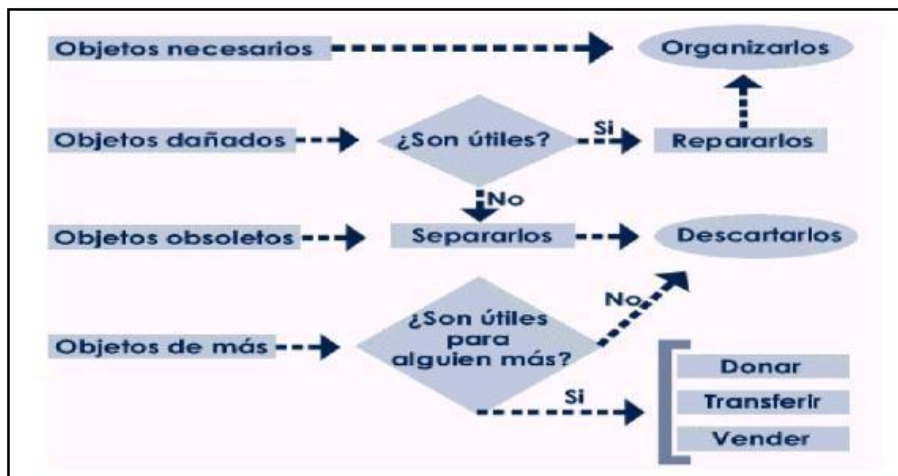 Objetos necesarios
Organizarlos
Objetos dañados
¿Son útiles?
Si
Repararlos
No
Objetos obsoletos
Separarlos
Descartarlos
Objetos de más
¿Son útiles
para
alguien más?
No
Si
Donar
Transferir
Vender